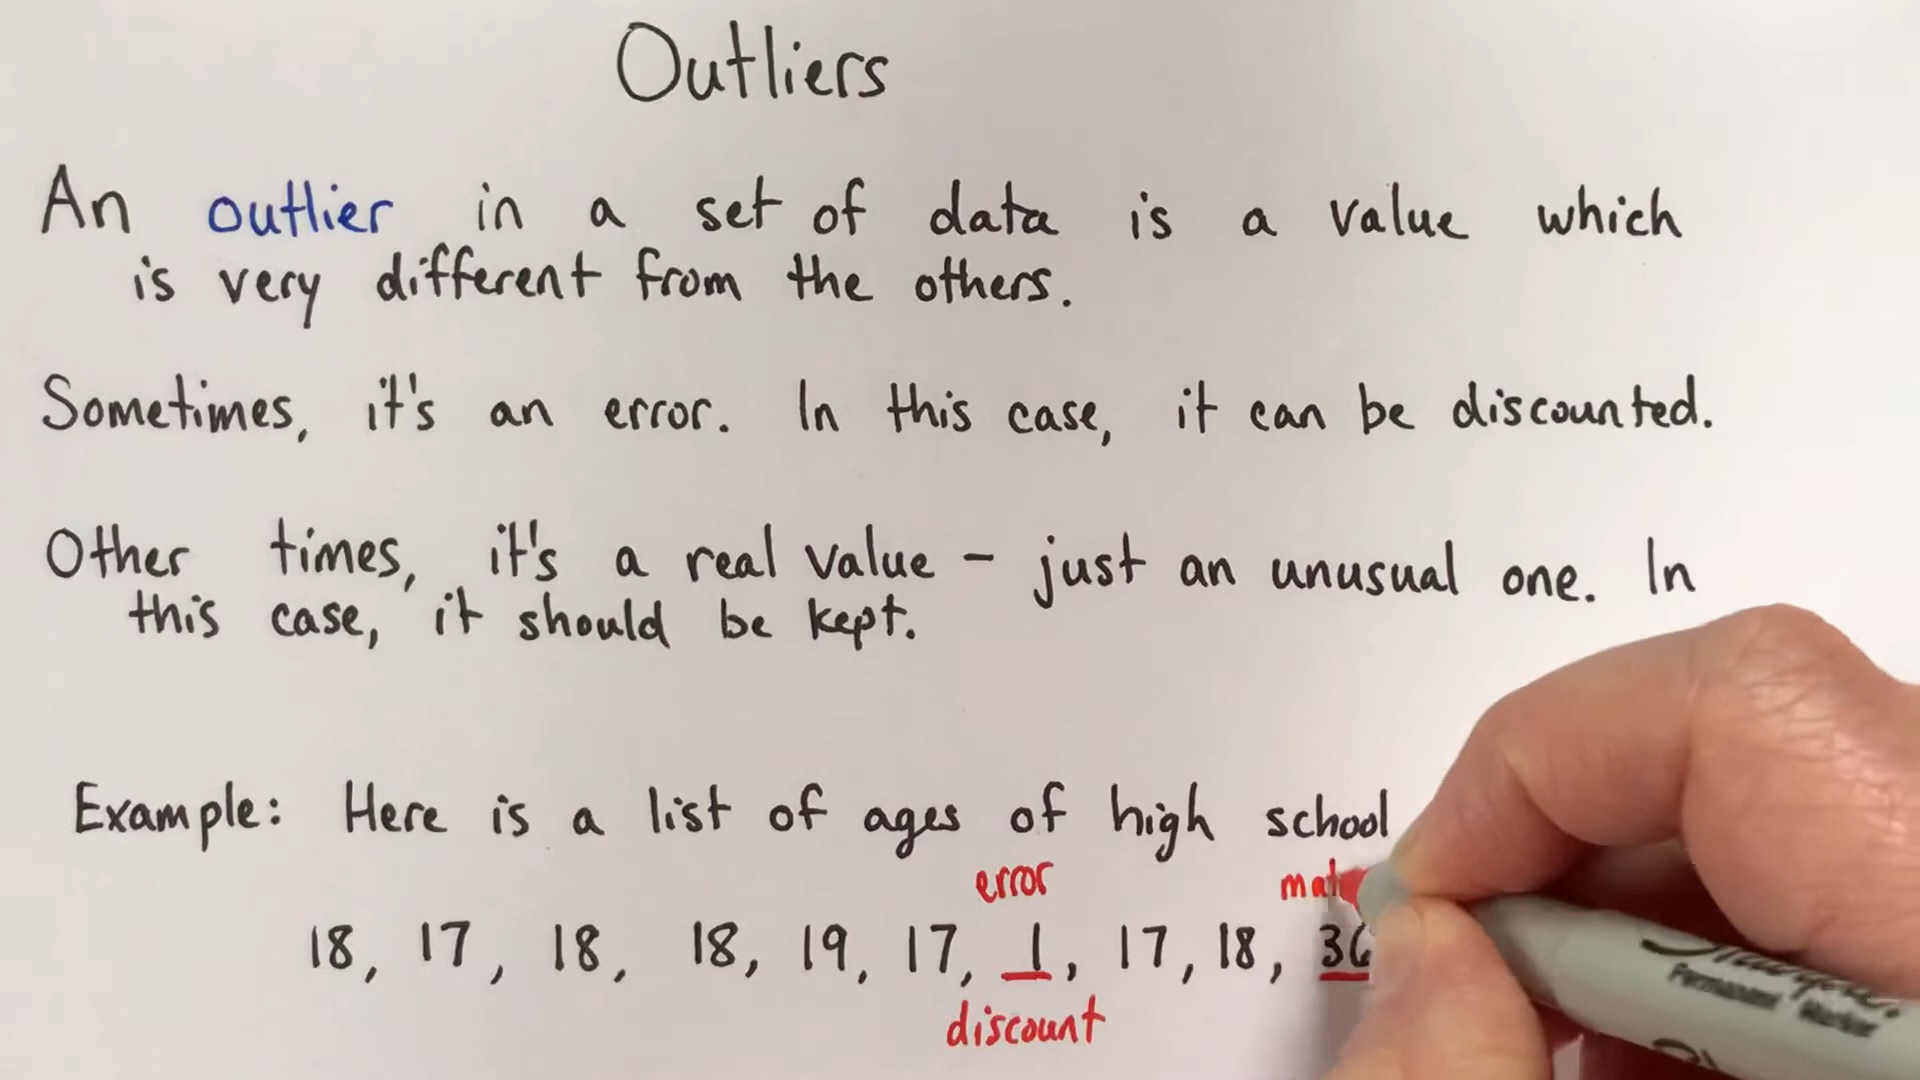 Outliers
An outlier in a set of data is a value which
is very different from the others.
Sometimes, it's an error. In this case, it can be discounted.
Other times, it's a real value - just an unusual one. In
this case, it should be kept.
Example: Here is a list of ages of high school
error
18, 17, 18, 18, 19, 17, 1, 17, 18,
discount
Permanent Marker